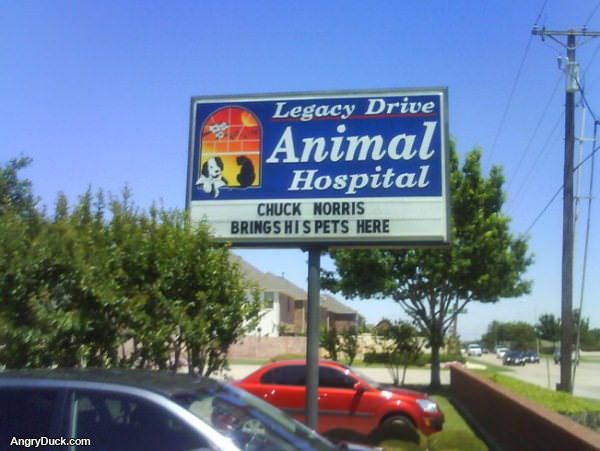 Legacy Drive
Animal
Hospital
CHUCK NORRIS
BRINGS HIS PETS HERE
AngryDuck.com